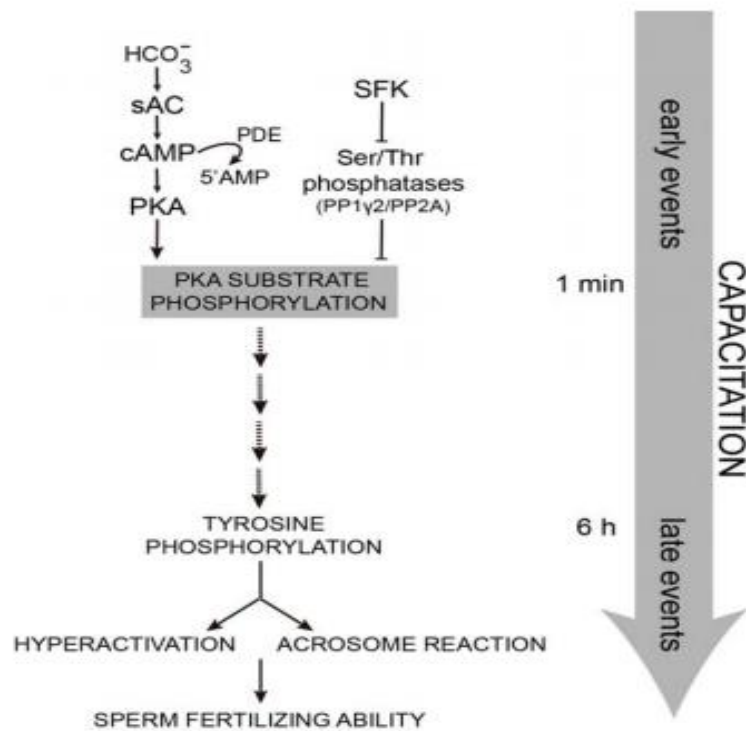 HCO₃⁻
sAC
cAMP
PDE
5'AMP
PKA
SFK
Ser/Thr
phosphatases
(PP1γ2/PP2A)
PKA SUBSTRATE
PHOSPHORYLATION
TYROSINE
PHOSPHORYLATION
HYPERACTIVATION
ACROSOME REACTION
SPERM FERTILIZING ABILITY
1 min
6 h
early events
late events
CAPACITATION